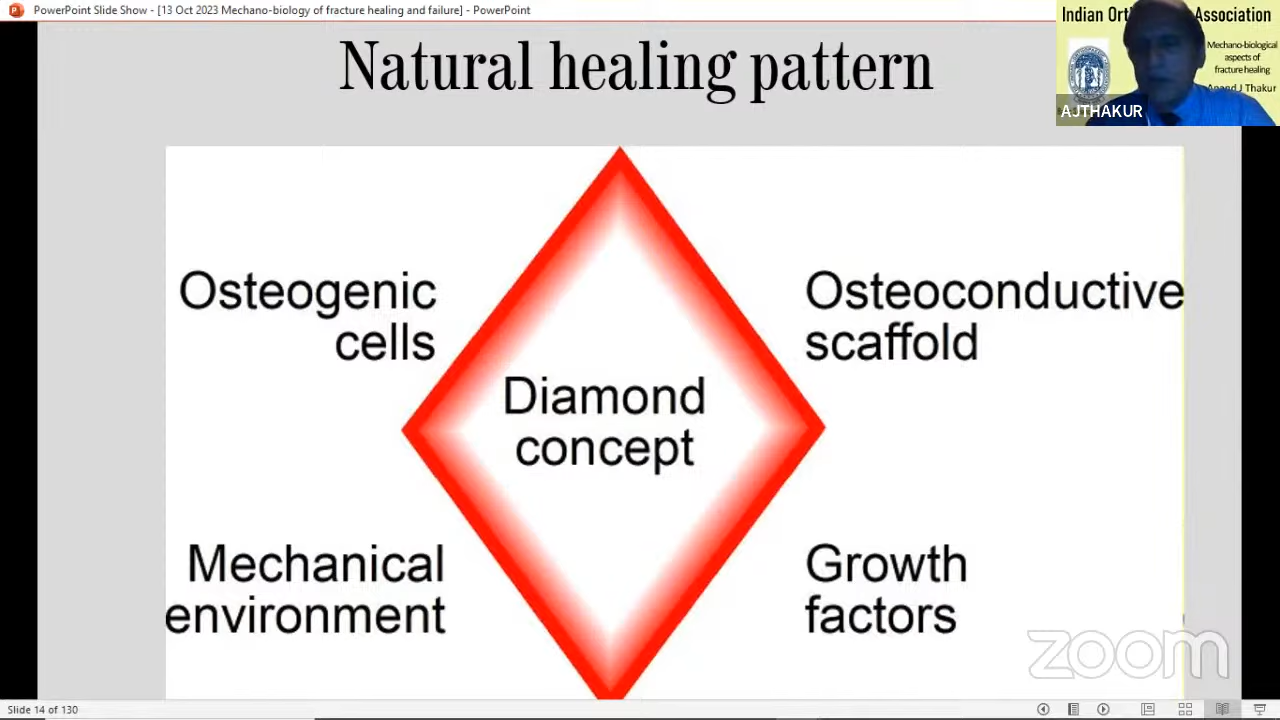 PowerPoint Slide Show - [13 Oct 2023 Mechano-biology of fracture healing and failure] - PowerPoint
Natural healing pattern
Indian Association
Mechano-biological
aspects of
fracture healing
J Thakur
AJTHAKUR
Osteogenic
cells
Osteoconductive
scaffold
Diamond
concept
Mechanical
environment
Growth
factors
zoom
Slide 14 of 130